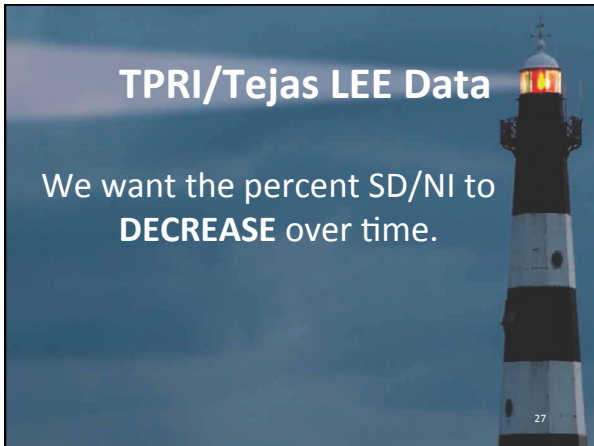 TPRI/Tejas LEE Data
We want the percent SD/NI to
DECREASE over time.
27